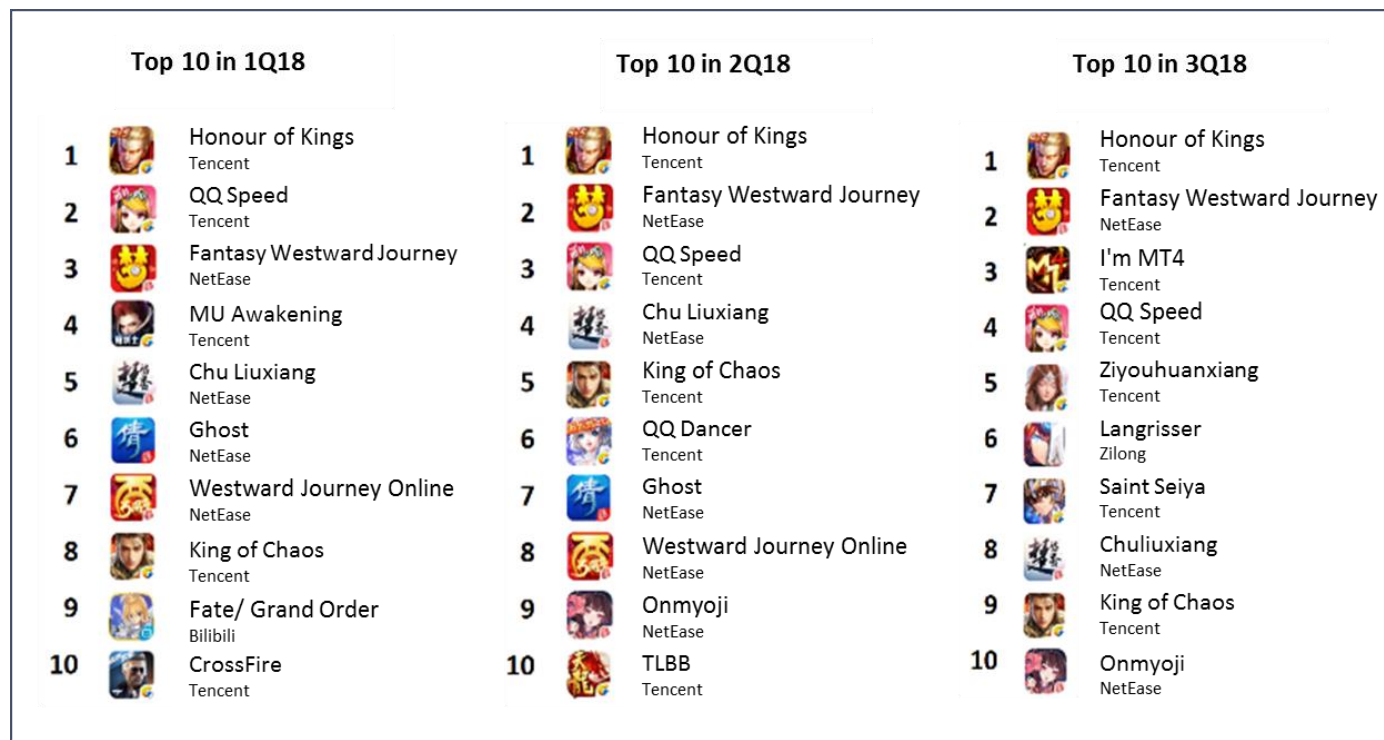 Top 10 in 1Q18
1
Honour of Kings
Tencent
2
QQ Speed
Tencent
3
Fantasy Westward Journey
NetEase
4
MU Awakening
Tencent
5
Chu Liuxiang
NetEase
6
Ghost
NetEase
7
Westward Journey Online
NetEase
8
King of Chaos
Tencent
9
Fate/ Grand Order
Bilibili
10
CrossFire
Tencent
Top 10 in 2Q18
1
Honour of Kings
Tencent
2
Fantasy Westward Journey
NetEase
3
QQ Speed
Tencent
4
Chu Liuxiang
NetEase
5
King of Chaos
Tencent
6
QQ Dancer
Tencent
7
Ghost
NetEase
8
Westward Journey Online
NetEase
9
Onmyoji
NetEase
10
TLBB
Tencent
Top 10 in 3Q18
1
Honour of Kings
Tencent
2
Fantasy Westward Journey
NetEase
3
I'm MT4
Tencent
4
QQ Speed
Tencent
5
Ziyouhuanxiang
Tencent
6
Langrisser
Zilong
7
Saint Seiya
Tencent
8
Chuliuxiang
NetEase
9
King of Chaos
Tencent
10
Onmyoji
NetEase